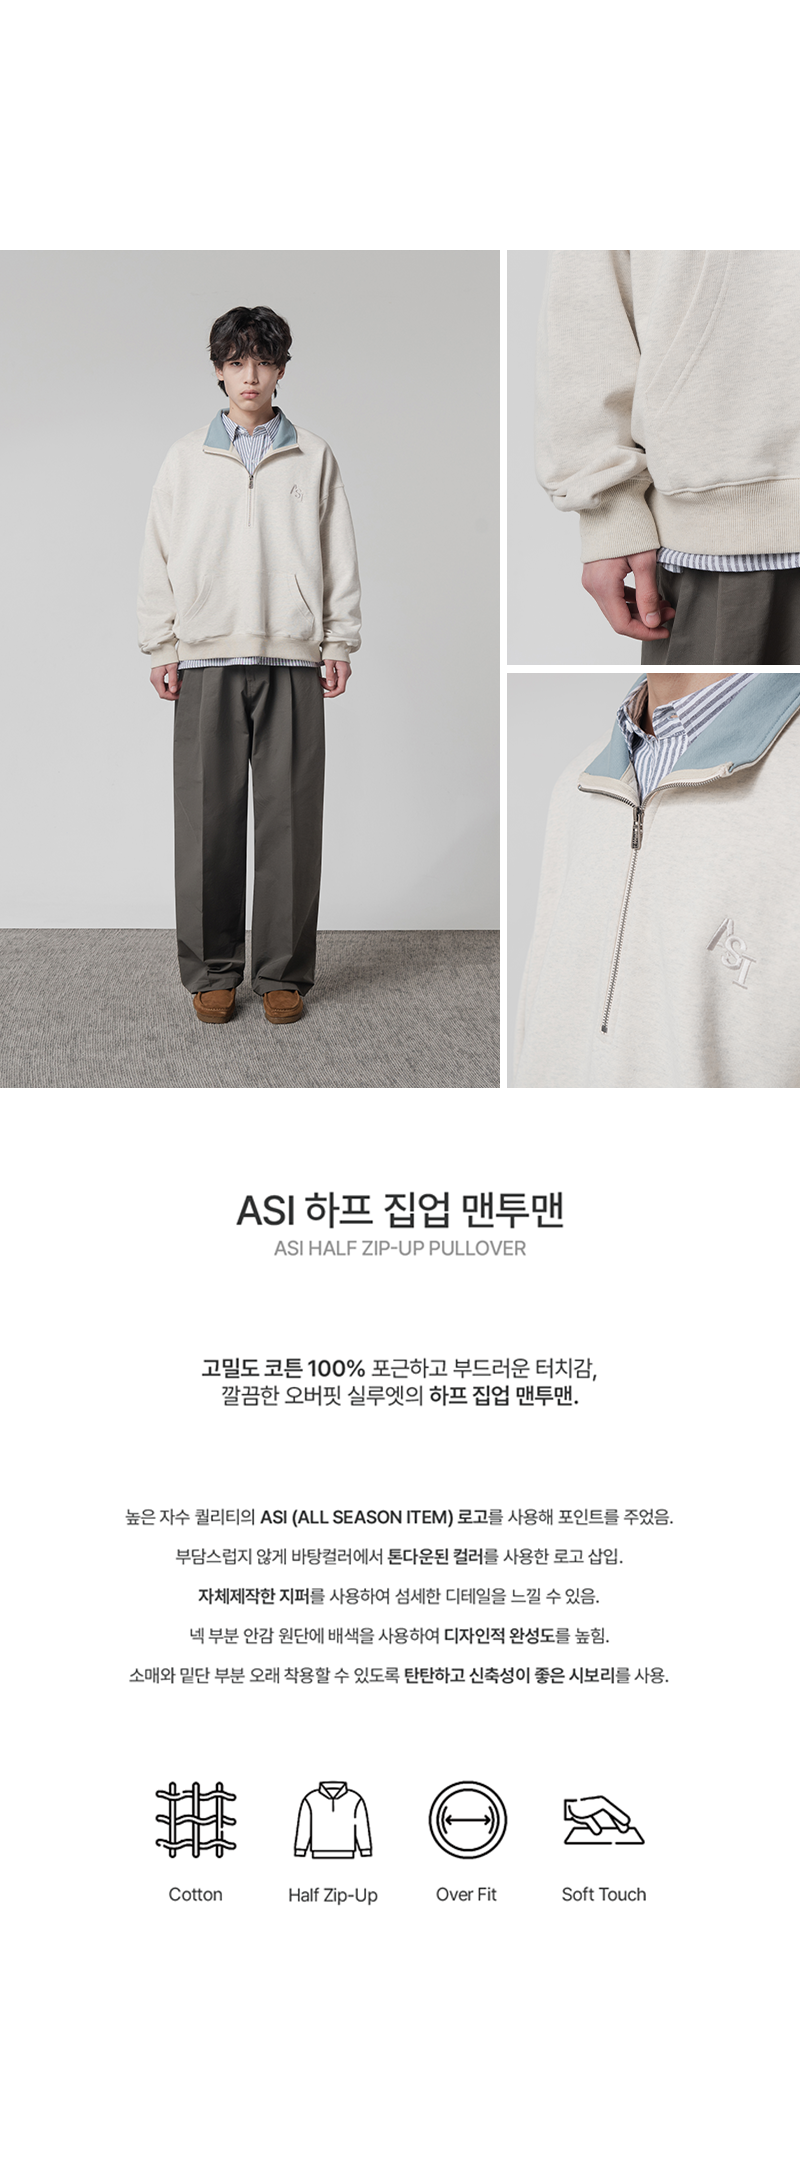 ASI
ASI
ASI 하프 집업 맨투맨
ASI HALF ZIP-UP PULLOVER
고밀도 코튼 100% 포근하고 부드러운 터치감,
깔끔한 오버핏 실루엣의 하프 집업 맨투맨.
높은 자수 퀄리티의 ASI (ALL SEASON ITEM) 로고를 사용해 포인트를 주었음.
부담스럽지 않게 바탕컬러에서 톤다운된 컬러를 사용한 로고 삽입.
자체제작한 지퍼를 사용하여 섬세한 디테일을 느낄 수 있음.
넥 부분 안감 원단에 배색을 사용하여 디자인적 완성도를 높힘.
소매와 밑단 부분 오래 착용할 수 있도록 탄탄하고 신축성이 좋은 시보리를 사용.
Cotton
Half Zip-Up
Over Fit
Soft Touch